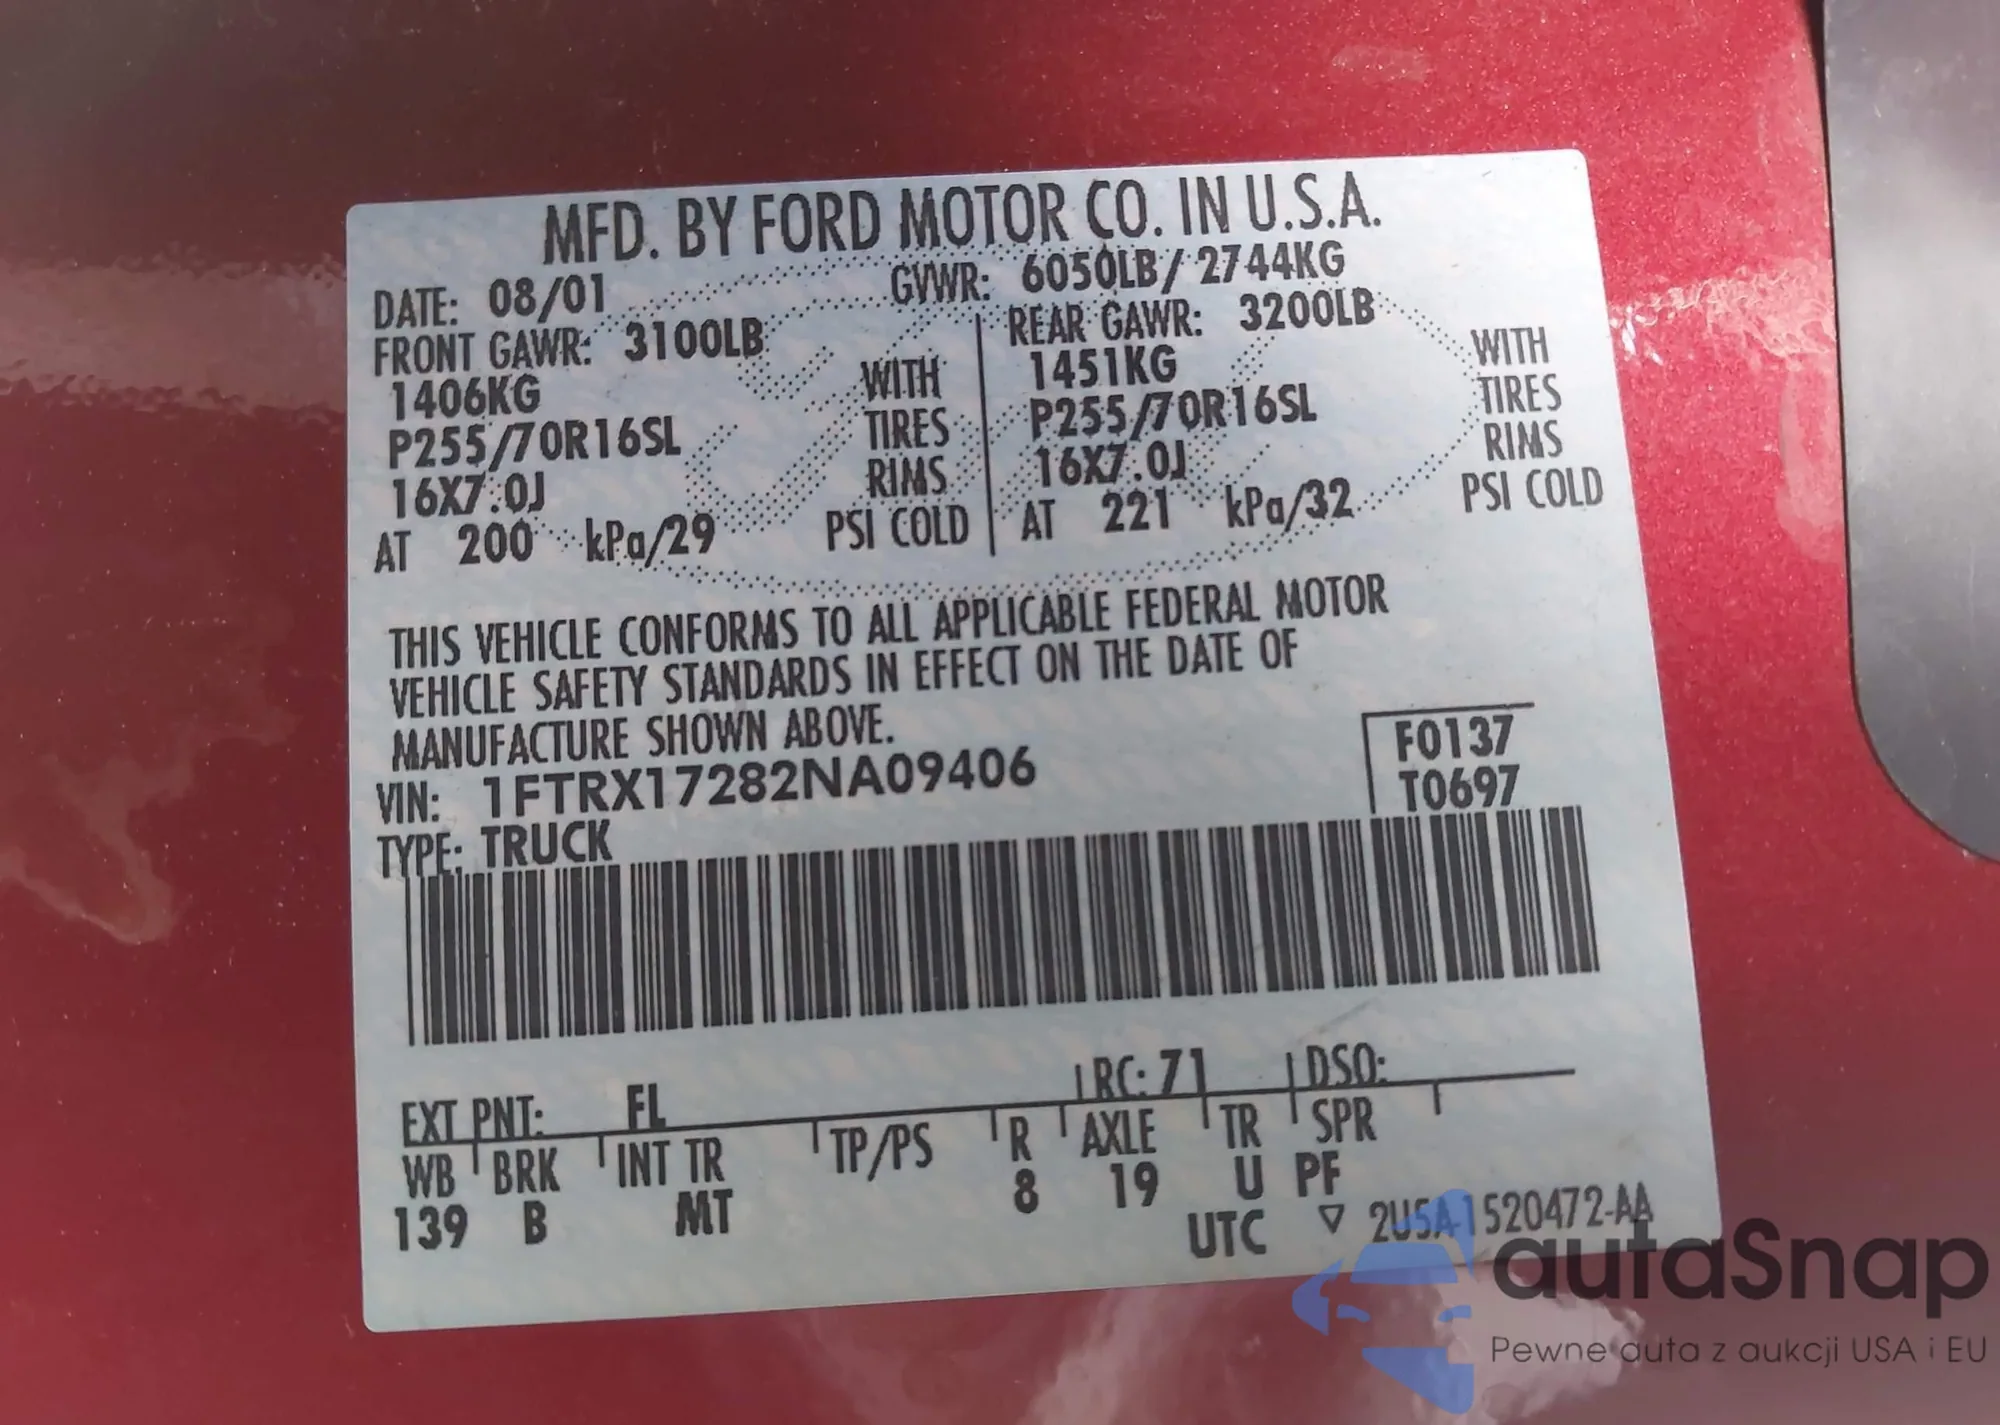 MFD. BY FORD MOTOR CO. IN U.S.A.
DATE: 08/01 GVWR: 6050LB/ 2744KG
FRONT GAWR: 3100LB REAR GAWR: 3200LB
1406KG WITH 1451KG WITH
P255/70R16SL TIRES P255/70R16SL TIRES
16X7.0J RIMS 16X7.0J RIMS
AT 200 kPa/29 PSI COLD AT 221 kPa/32 PSI COLD
THIS VEHICLE CONFORMS TO ALL APPLICABLE FEDERAL MOTOR
VEHICLE SAFETY STANDARDS IN EFFECT ON THE DATE OF
MANUFACTURE SHOWN ABOVE.
VIN: 1FTRX17282NA09406
F0137
T0697
TYPE: TRUCK
EXT PNT: FL RC: 71 DSO:
WB BRK INT TR TP/PS R AXLE TR SPR
139 B MT 8 19 U PF
UTC ▽ 2U5A-1520472-AA
autaSnap
Pewne auta z aukcji USA i EU